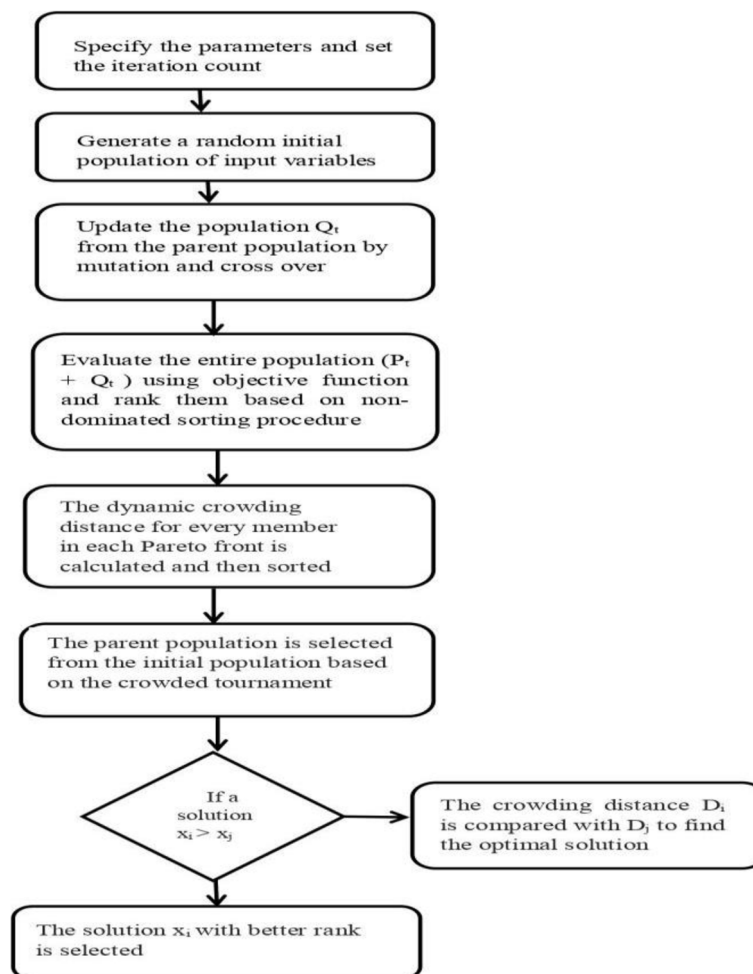 Specify the parameters and set
the iteration count
Generate a random initial
population of input variables
Update the population Qₜ
from the parent population by
mutation and cross over
Evaluate the entire population (Pₜ
+ Qₜ ) using objective function
and rank them based on non-
dominated sorting procedure
The dynamic crowding
distance for every member
in each Pareto front is
calculated and then sorted
The parent population is selected
from the initial population based
on the crowded tournament
If a
solution
xᵢ > xⱼ
The crowding distance Dᵢ
is compared with Dⱼ to find
the optimal solution
The solution xᵢ with better rank
is selected